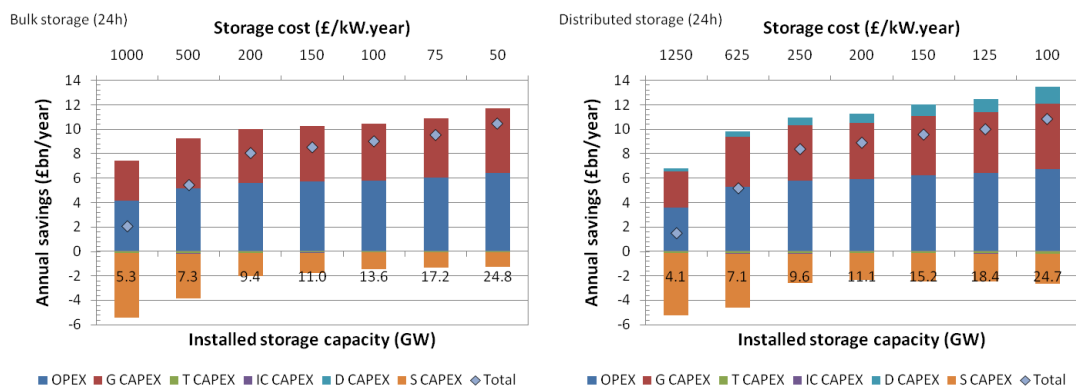 Bulk storage (24h)
Storage cost (£/kW.year)
1000 500 200 150 100 75 50
14
12
10
8
6
4
2
0
-2
-4
-6
Annual savings (£bn/year)
5.3 7.3 9.4 11.0 13.6 17.2 24.8
Installed storage capacity (GW)
OPEX G CAPEX T CAPEX IC CAPEX D CAPEX S CAPEX Total
Distributed storage (24h)
Storage cost (£/kW.year)
1250 625 250 200 150 125 100
14
12
10
8
6
4
2
0
-2
-4
-6
Annual savings (£bn/year)
4.1 7.1 9.6 11.1 15.2 18.4 24.7
Installed storage capacity (GW)
OPEX G CAPEX T CAPEX IC CAPEX D CAPEX S CAPEX Total